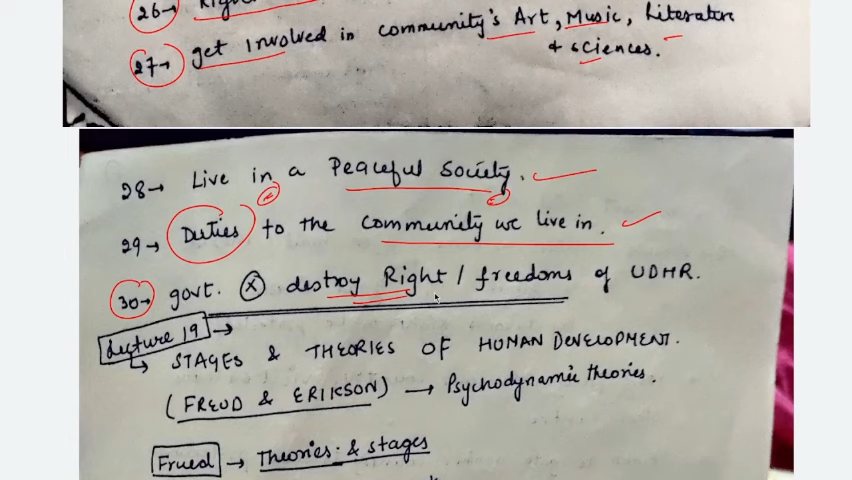 26→
27→ get Involved in community's Art, Music, Literature
& sciences.
28→ Live in a Peaceful Society.
29→ Duties to the community we live in.
30→ govt. ⓧ destroy Right / freedoms of UDHR.
Lecture 19 →
↳ STAGES & THEORIES OF HUMAN DEVELOPMENT.
(FREUD & ERIKSON) → Psychodynamic theories.
Frued → Theories & stages